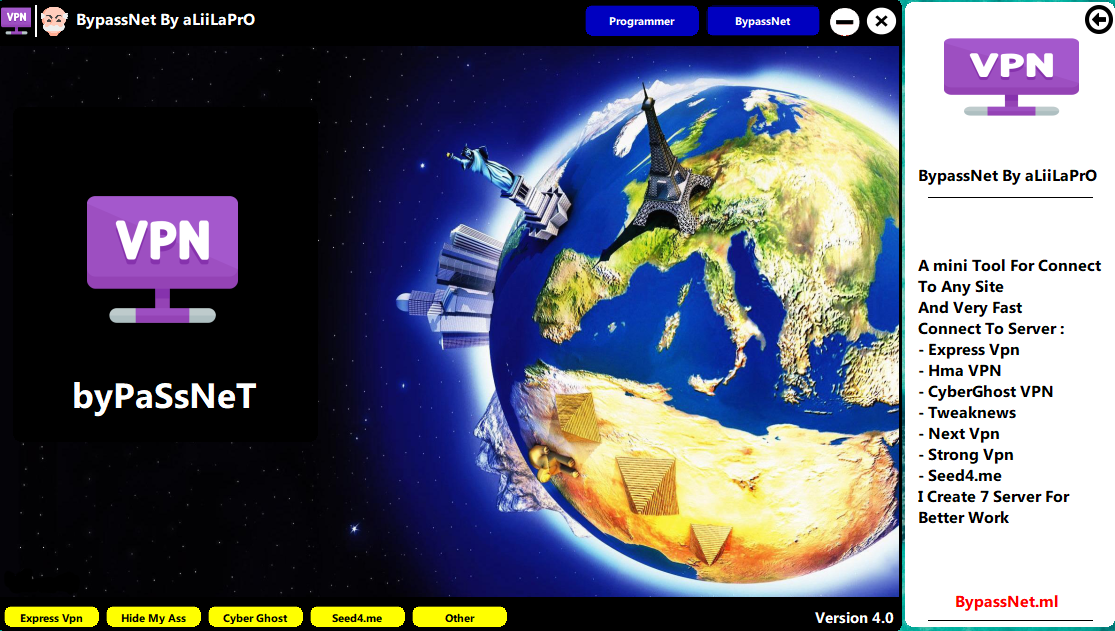 VPN
BypassNet By aLiiLaPrO
Programmer
BypassNet
VPN
byPaSsNeT
Express Vpn
Hide My Ass
Cyber Ghost
Seed4.me
Other
Version 4.0
VPN
BypassNet By aLiiLaPrO
A mini Tool For Connect
To Any Site
And Very Fast
Connect To Server :
- Express Vpn
- Hma VPN
- CyberGhost VPN
- Tweaknews
- Next Vpn
- Strong Vpn
- Seed4.me
I Create 7 Server For
Better Work
BypassNet.ml